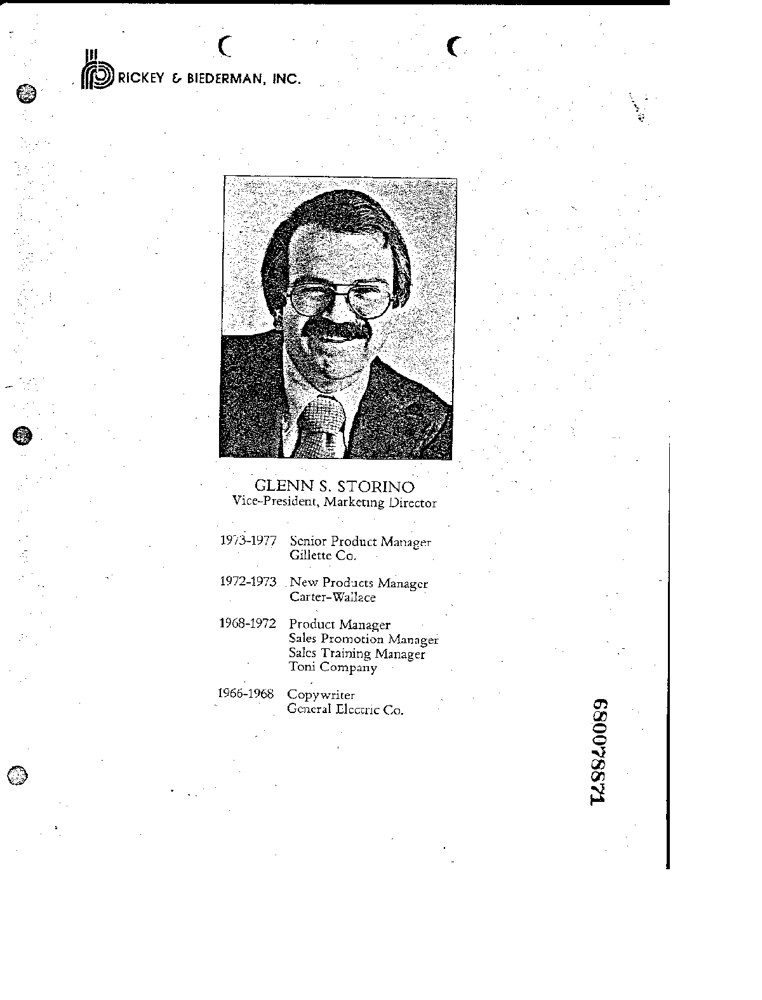 RICKEY & BIEDERMAN, INC.
GLENN S. STORINO
Vice-President, Marketing Director
1973-1977 Senior Product Manager
Gillette Co.
1972-1973 New Products Manager
Carter-Wallace
1968-1972 Product Manager
Sales Promotion Manager
Sales Training Manager
Toni Company
1966-1968 Copywriter
General Electric Co.
680078871